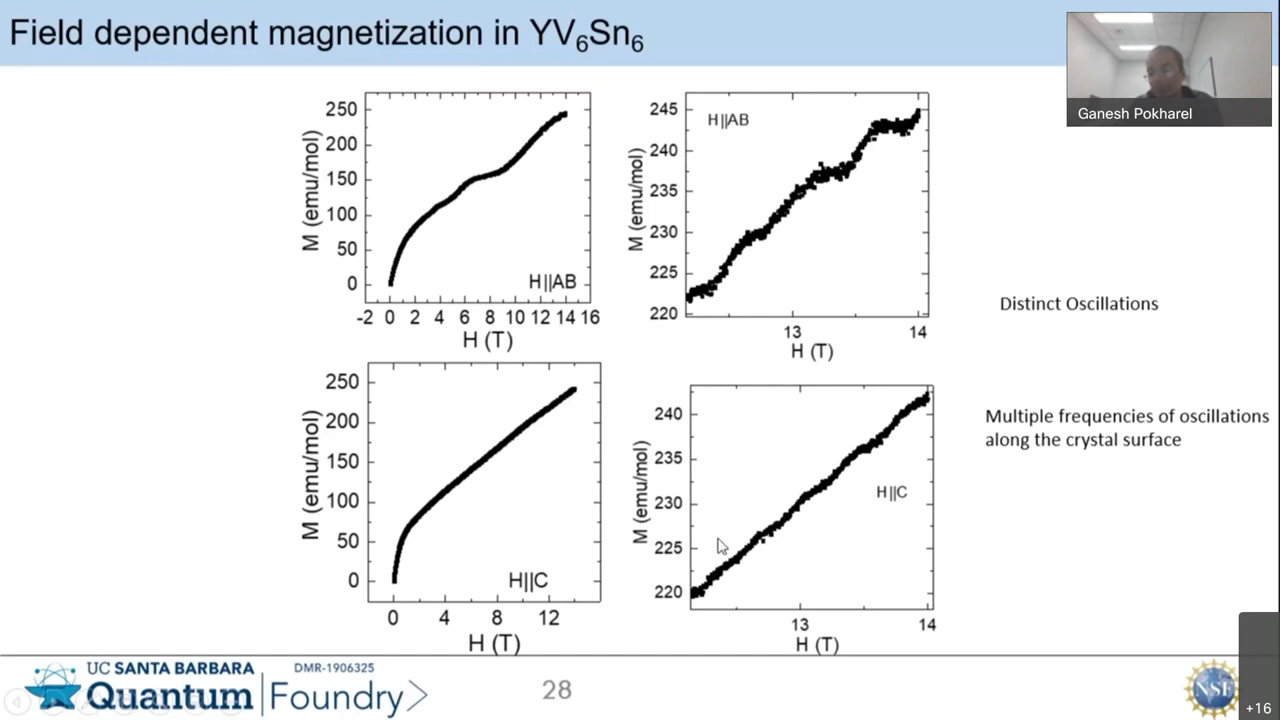 Field dependent magnetization in YV₆Sn₆
Ganesh Pokharel
250
200
150
100
50
0
M (emu/mol)
H||AB
-2 0 2 4 6 8 10 12 14 16
H (T)
245
240
235
230
225
220
M (emu/mol)
H||AB
13 14
H (T)
Distinct Oscillations
250
200
150
100
50
0
M (emu/mol)
H||C
0 4 8 12
H (T)
240
235
230
225
220
M (emu/mol)
H||C
13 14
H (T)
Multiple frequencies of oscillations
along the crystal surface
UC SANTA BARBARA
Quantum
DMR-1906325
Foundry
28
NSF
+16